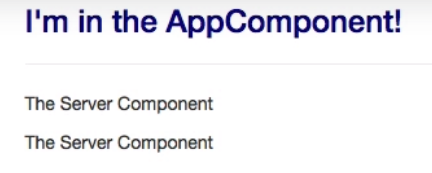 I'm in the AppComponent!
The Server Component
The Server Component